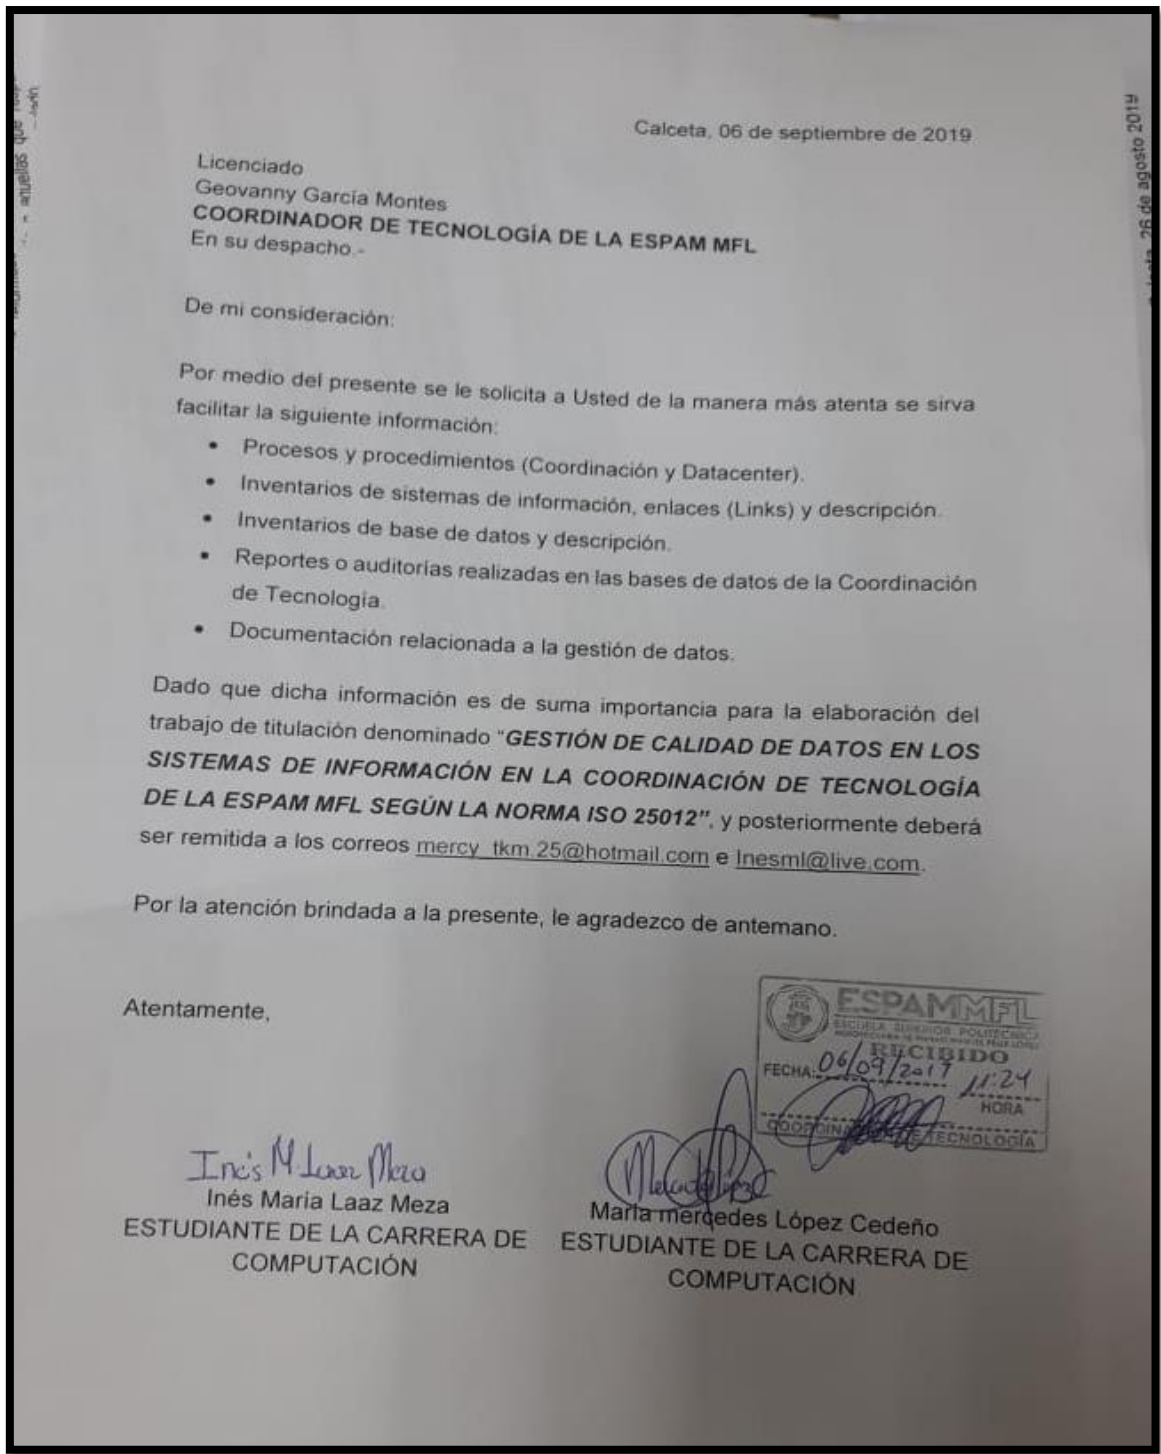 Calceta, 06 de septiembre de 2019
26 de agosto 2019
Licenciado
Geovanny García Montes
COORDINADOR DE TECNOLOGÍA DE LA ESPAM MFL
En su despacho.-
De mi consideración:
Por medio del presente se le solicita a Usted de la manera más atenta se sirva
facilitar la siguiente información:
• Procesos y procedimientos (Coordinación y Datacenter).
• Inventarios de sistemas de información, enlaces (Links) y descripción.
• Inventarios de base de datos y descripción.
• Reportes o auditorías realizadas en las bases de datos de la Coordinación
de Tecnología.
• Documentación relacionada a la gestión de datos.
Dado que dicha información es de suma importancia para la elaboración del
trabajo de titulación denominado "GESTIÓN DE CALIDAD DE DATOS EN LOS
SISTEMAS DE INFORMACIÓN EN LA COORDINACIÓN DE TECNOLOGÍA
DE LA ESPAM MFL SEGÚN LA NORMA ISO 25012", y posteriormente deberá
ser remitida a los correos mercy_tkm.25@hotmail.com e Inesml@live.com.
Por la atención brindada a la presente, le agradezco de antemano.
Atentamente,
ESPAMMFL
ESCUELA SUPERIOR POLITÉCNICA
RECIBIDO
FECHA: 06/09/2019 11:24
HORA
TECNOLOGÍA
Inés M. Laaz Meza
Inés María Laaz Meza
ESTUDIANTE DE LA CARRERA DE
COMPUTACIÓN
María mercedes López Cedeño
ESTUDIANTE DE LA CARRERA DE
COMPUTACIÓN